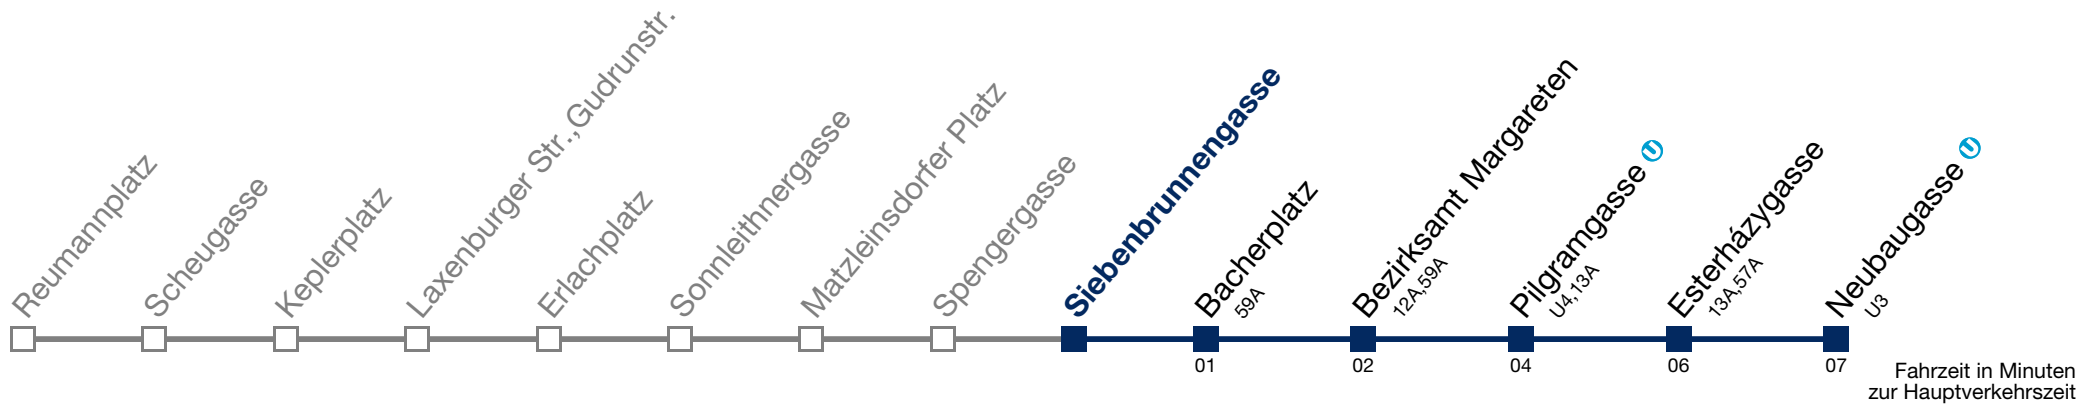 Reumannplatz
Scheugasse
Keplerplatz
Laxenburger Str.,Gudrunstr.
Erlachplatz
Sonnleithnergasse
Matzleinsdorfer Platz
Spengergasse
Siebenbrunnengasse
Bacherplatz
59A
Bezirksamt Margareten
12A,59A
Pilgramgasse U
U4,13A
Esterházygasse
13A,57A
Neubaugasse U
U3
01
02
04
06
07
Fahrzeit in Minuten
zur Hauptverkehrszeit